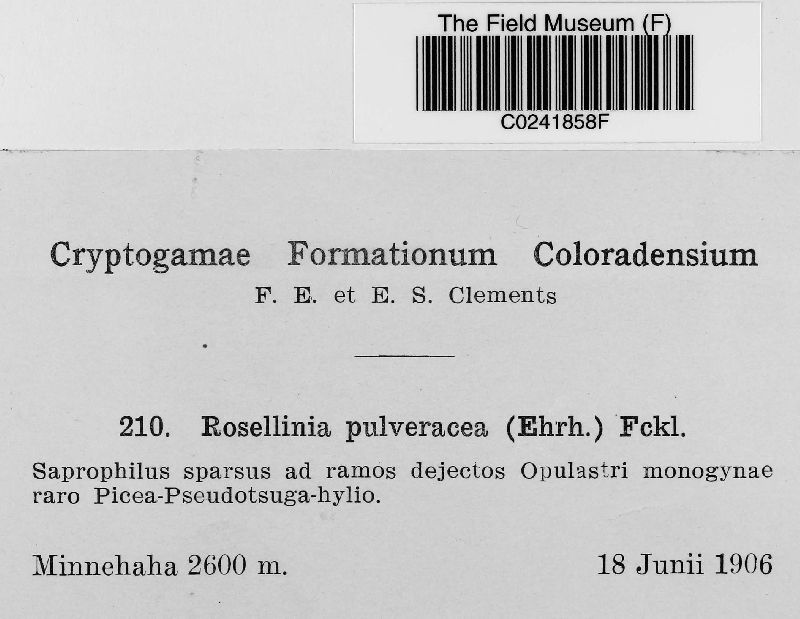 The Field Museum (F)
C0241858F
Cryptogamae Formationum Coloradensium
F. E. et E. S. Clements
210. Rosellinia pulveracea (Ehrh.) Fckl.
Saprophilus sparsus ad ramos dejectos Opulastri monogynae
raro Picea-Pseudotsuga-hylio.
Minnehaha 2600 m. 18 Junii 1906